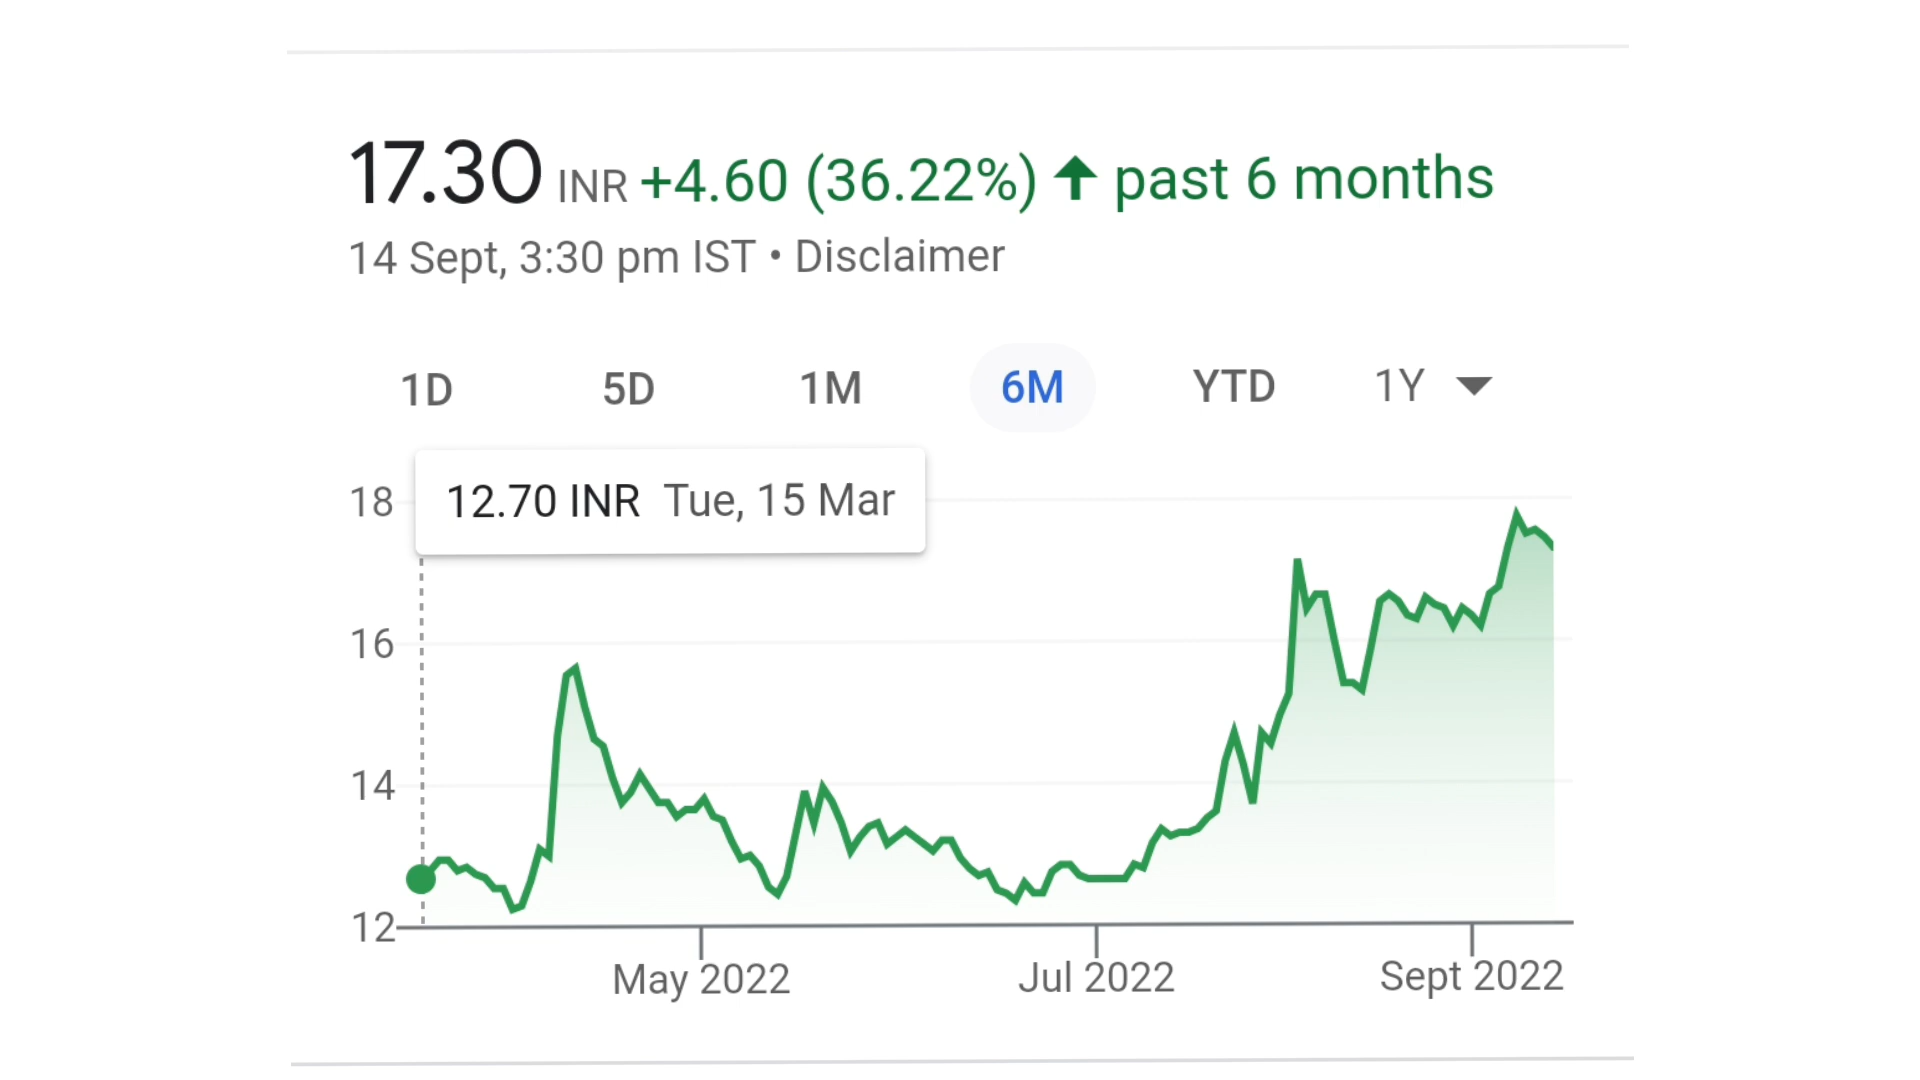 17.30 INR +4.60 (36.22%) ↑ past 6 months
14 Sept, 3:30 pm IST • Disclaimer
1D 5D 1M 6M YTD 1Y
12.70 INR Tue, 15 Mar
18
16
14
12
May 2022 Jul 2022 Sept 2022